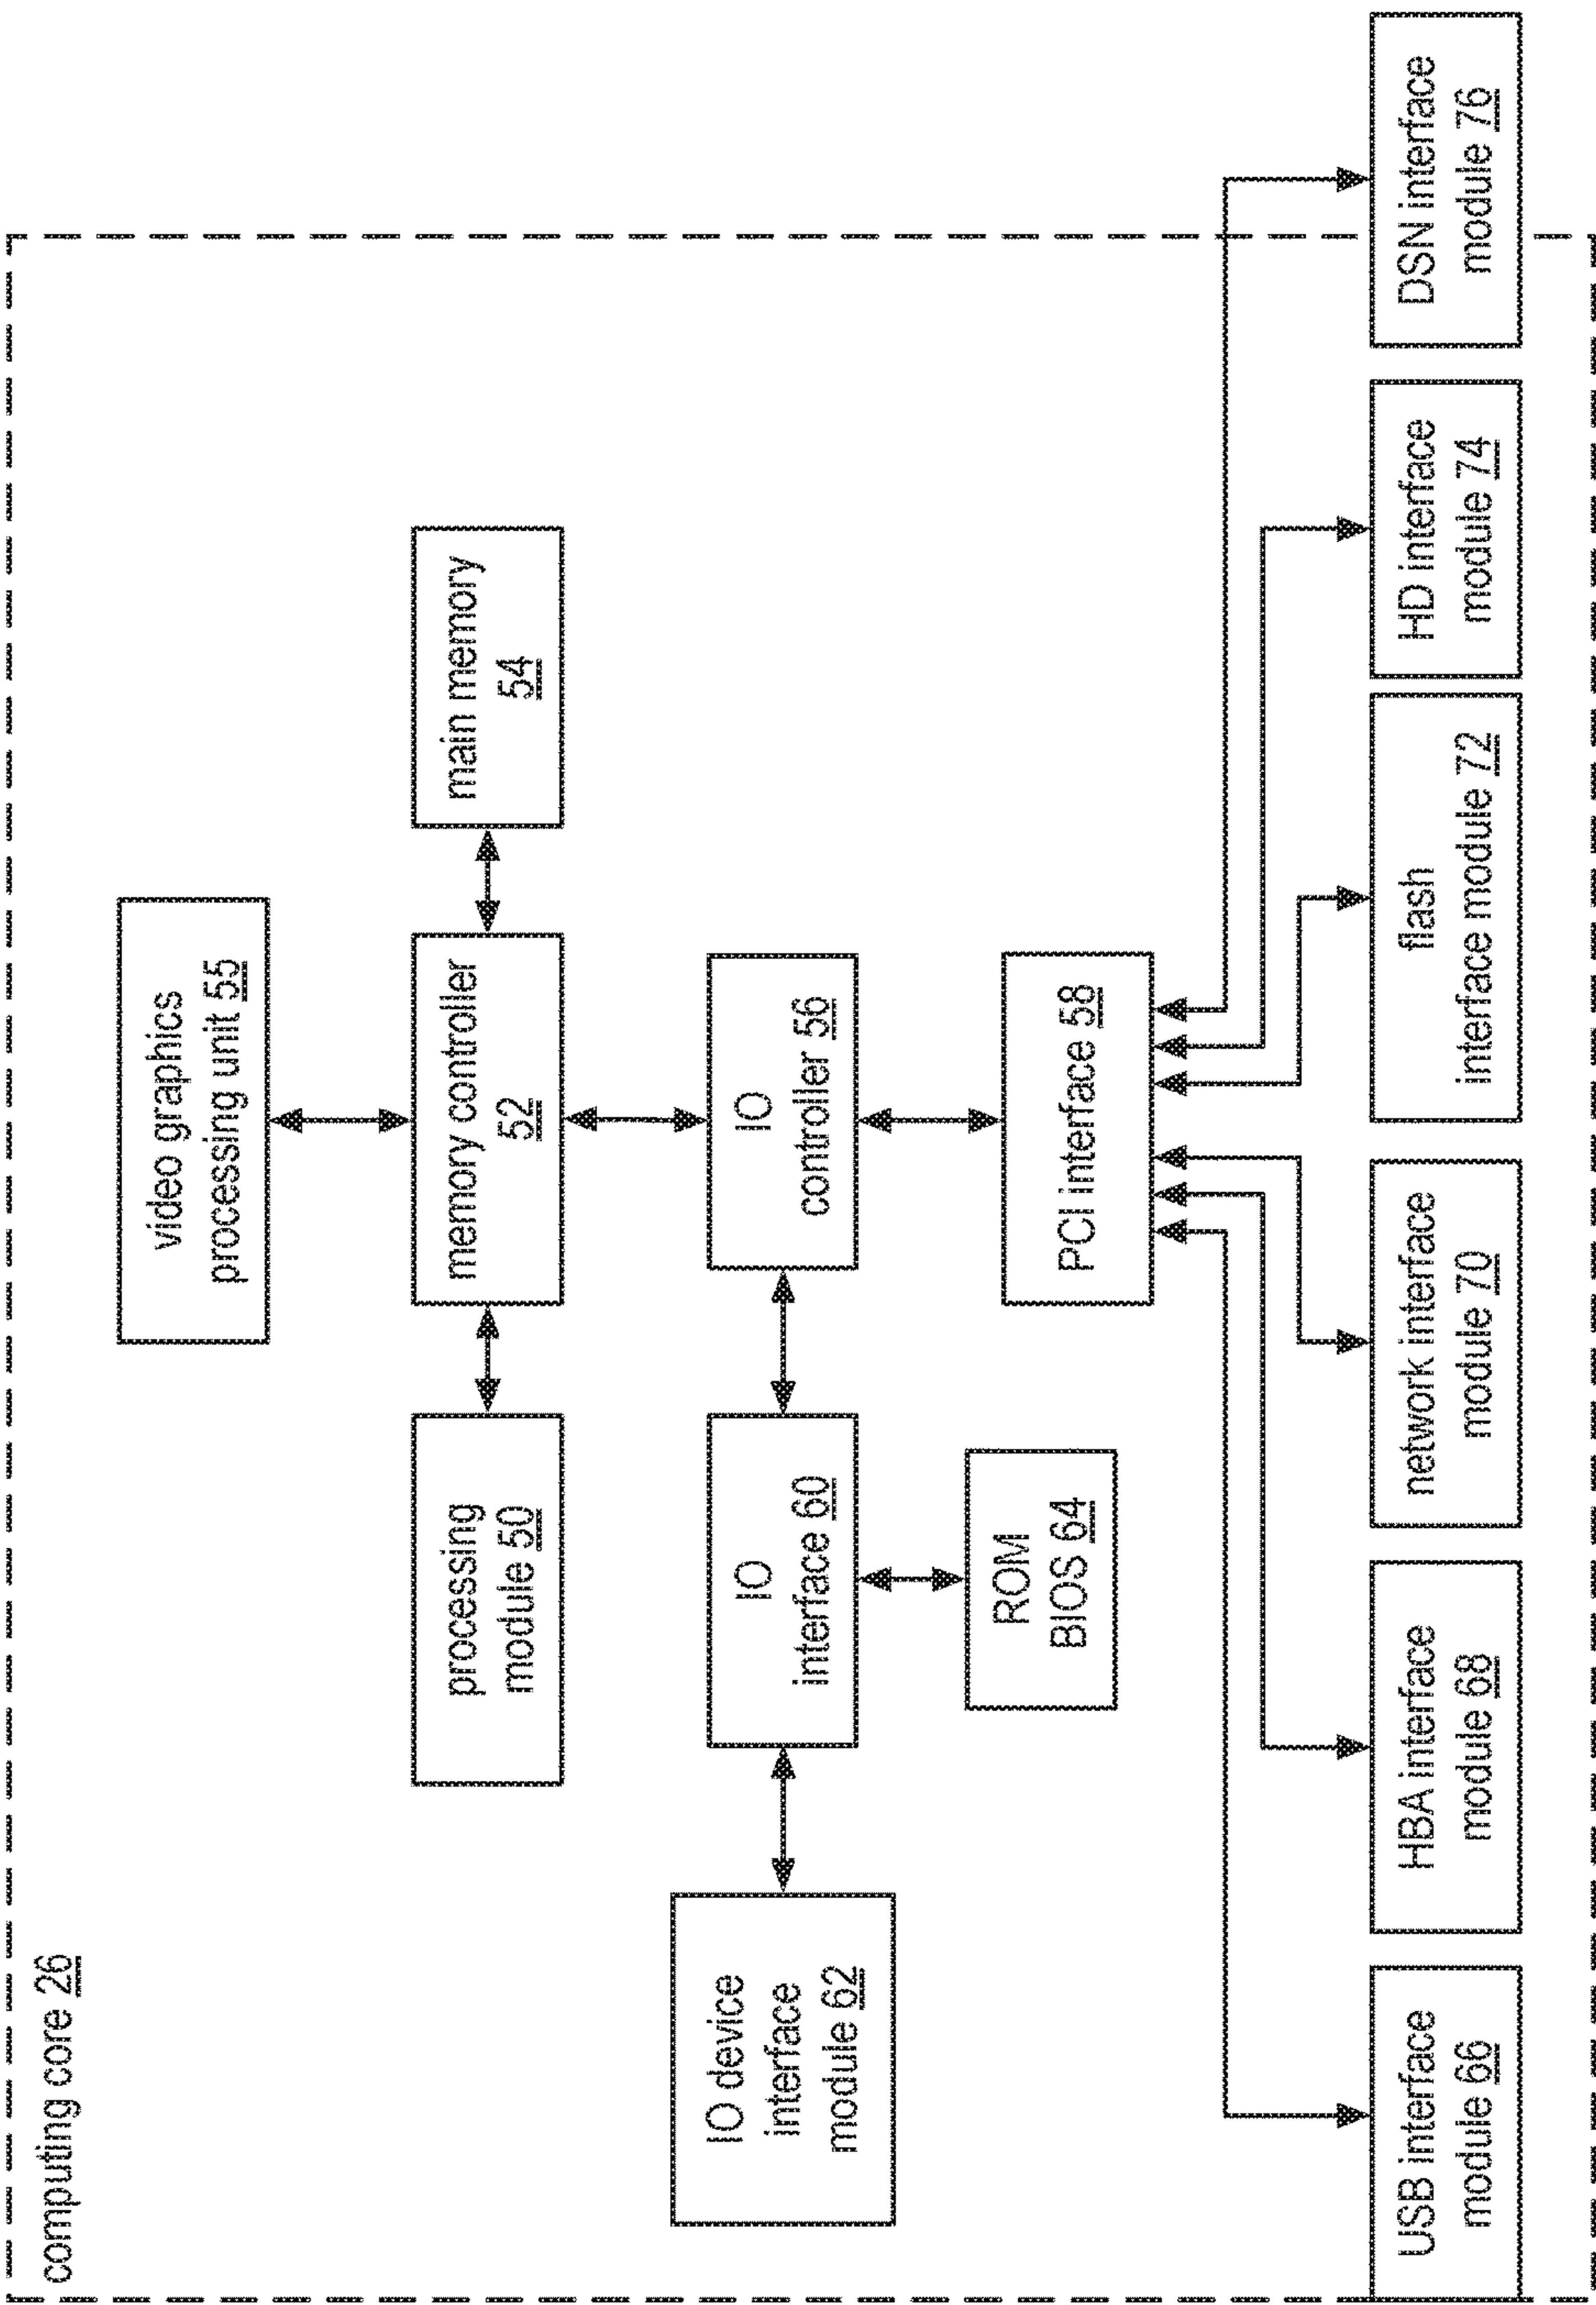 computing core 26
video graphics
processing unit 55
processing
module 50
memory controller
52
main memory
54
IO device
interface
module 62
IO
interface 60
IO
controller 56
ROM
BIOS 64
PCI interface 58
USB interface
module 66
HBA interface
module 68
network interface
module 70
flash
interface module 72
HD interface
module 74
DSN interface
module 76